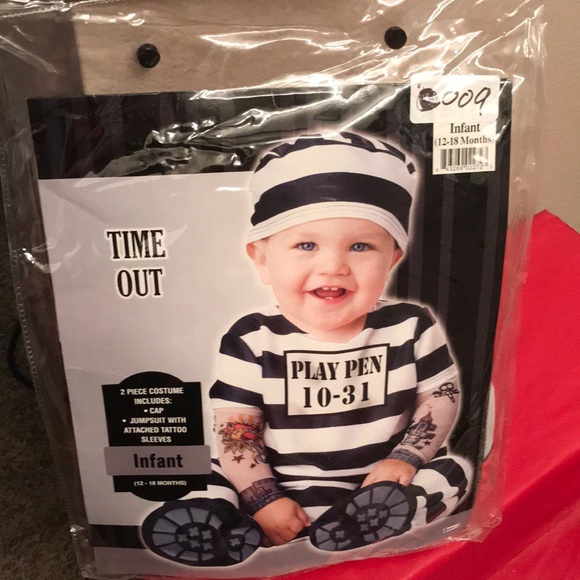 C009
Infant
(12-18 Months)
TIME
OUT
PLAY PEN
10-31
2 PIECE COSTUME
INCLUDES:
• CAP
• JUMPSUIT WITH
ATTACHED TATTOO
SLEEVES
Infant
(12 - 18 MONTHS)